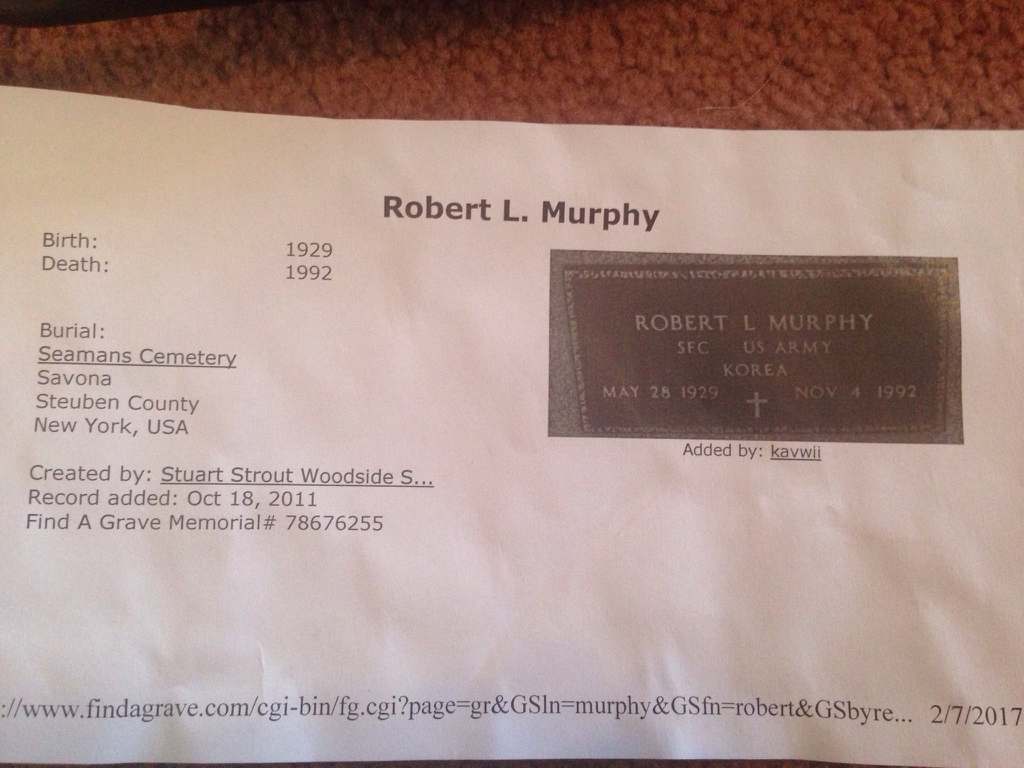 Robert L. Murphy
Birth: 1929
Death: 1992
Burial:
Seamans Cemetery
Savona
Steuben County
New York, USA
Created by: Stuart Strout Woodside S...
Record added: Oct 18, 2011
Find A Grave Memorial# 78676255
ROBERT L MURPHY
SFC US ARMY
KOREA
MAY 28 1929 NOV 4 1992
Added by: kavwii
://www.findagrave.com/cgi-bin/fg.cgi?page=gr&GSln=murphy&GSfn=robert&GSbyre... 2/7/2017